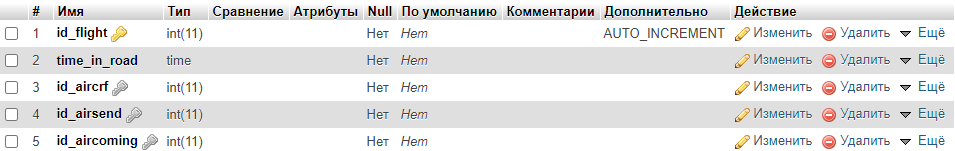 # Имя Тип Сравнение Атрибуты Null По умолчанию Комментарии Дополнительно Действие
1 id_flight int(11) Нет Нет AUTO_INCREMENT Изменить Удалить Ещё
2 time_in_road time Нет Нет Изменить Удалить Ещё
3 id_aircrf int(11) Нет Нет Изменить Удалить Ещё
4 id_airsend int(11) Нет Нет Изменить Удалить Ещё
5 id_aircoming int(11) Нет Нет Изменить Удалить Ещё